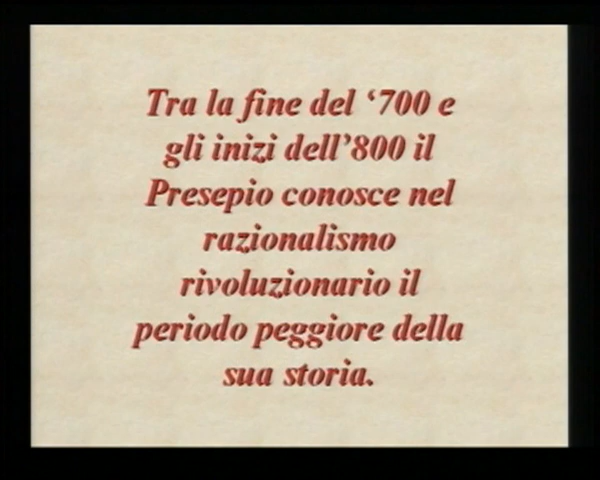 Tra la fine del ‘700 e
gli inizi dell’800 il
Presepio conosce nel
razionalismo
rivoluzionario il
periodo peggiore della
sua storia.